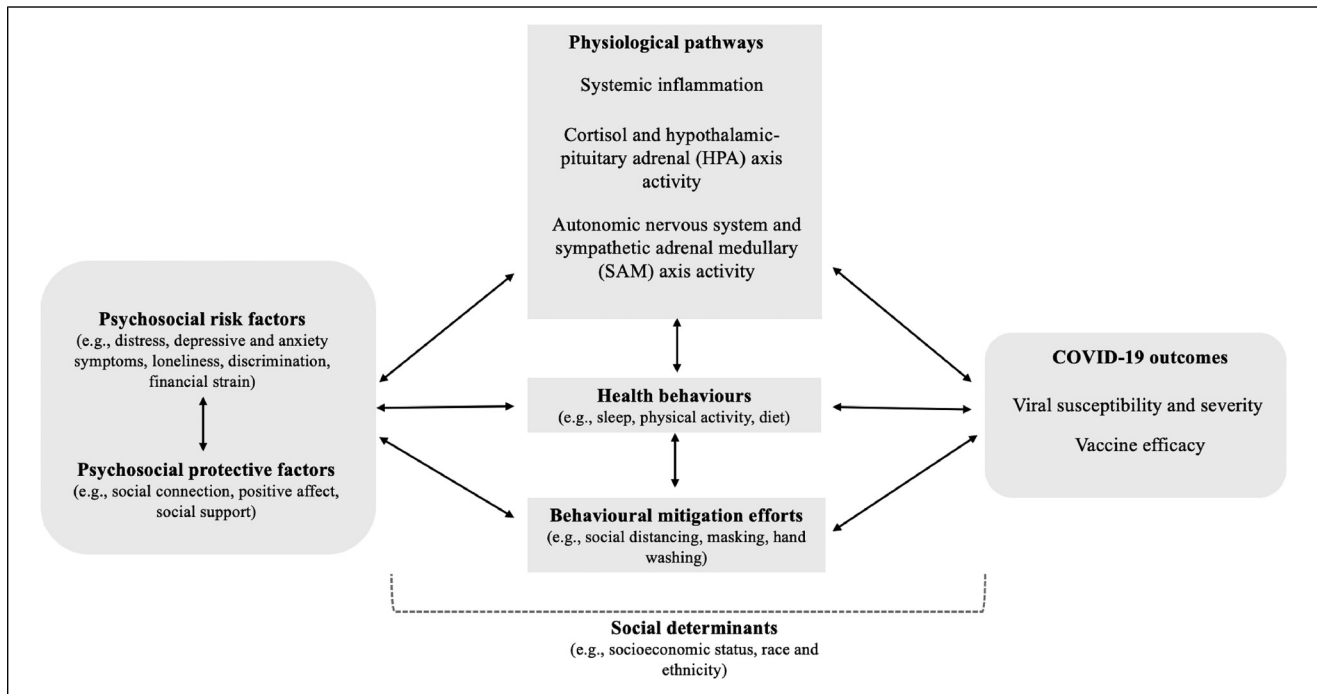 Physiological pathways
Systemic inflammation
Cortisol and hypothalamic-
pituitary adrenal (HPA) axis
activity
Autonomic nervous system and
sympathetic adrenal medullary
(SAM) axis activity
Psychosocial risk factors
(e.g., distress, depressive and anxiety
symptoms, loneliness, discrimination,
financial strain)
Psychosocial protective factors
(e.g., social connection, positive affect,
social support)
Health behaviours
(e.g., sleep, physical activity, diet)
Behavioural mitigation efforts
(e.g., social distancing, masking, hand
washing)
COVID-19 outcomes
Viral susceptibility and severity
Vaccine efficacy
Social determinants
(e.g., socioeconomic status, race and
ethnicity)